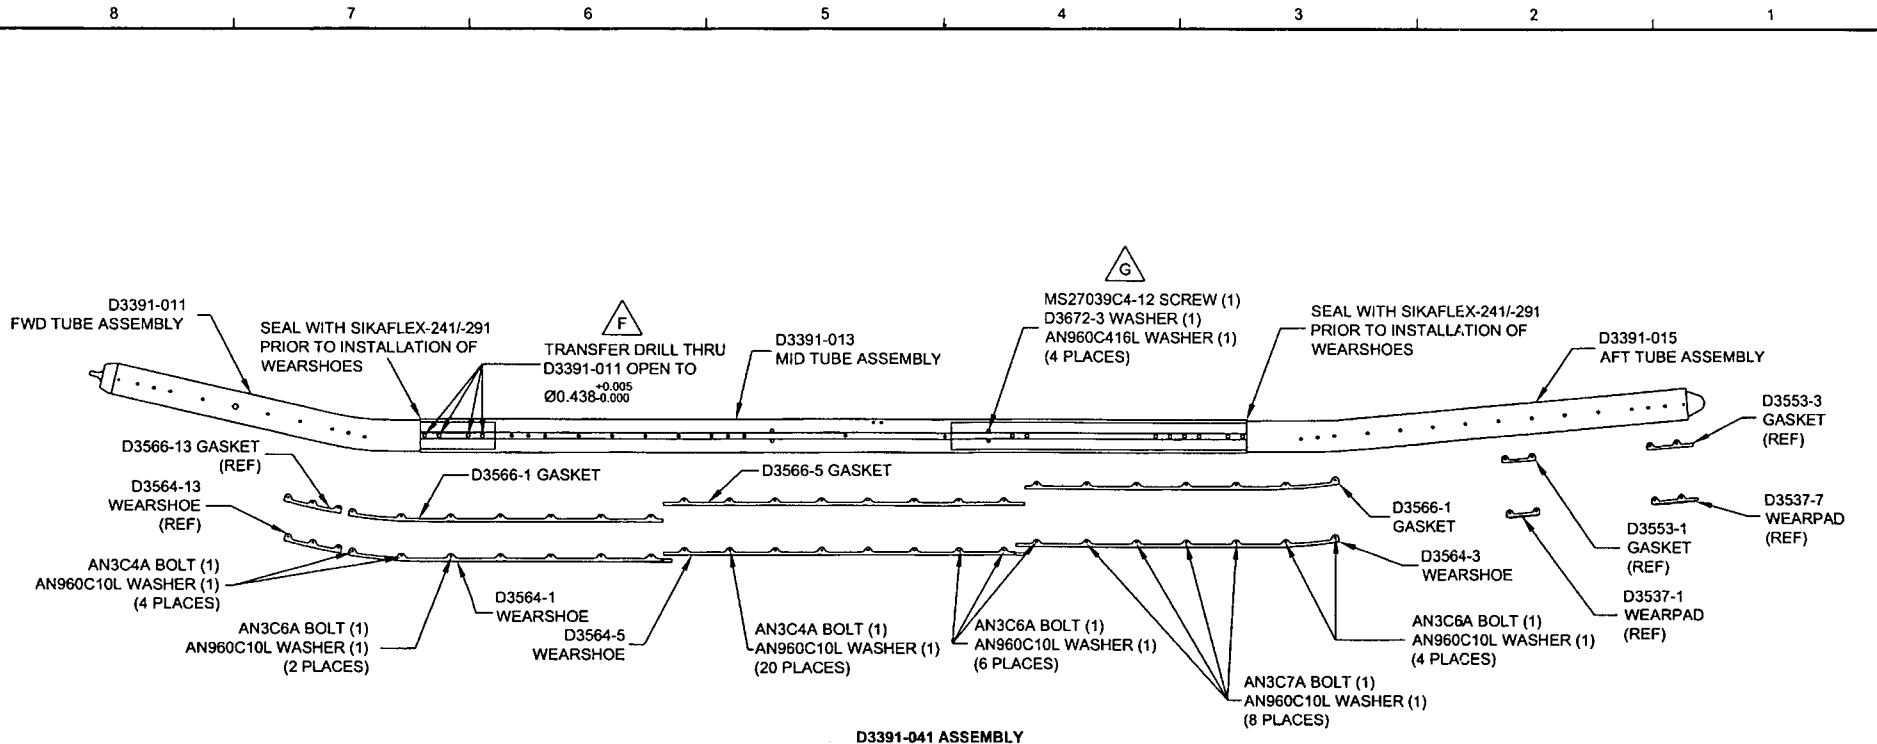 8 7 6 5 4 3 2 1
G
F
D3391-011
FWD TUBE ASSEMBLY
SEAL WITH SIKAFLEX-241/-291
PRIOR TO INSTALLATION OF
WEARSHOES
TRANSFER DRILL THRU
D3391-011 OPEN TO
Ø0.438 +0.005 -0.000
D3391-013
MID TUBE ASSEMBLY
MS27039C4-12 SCREW (1)
D3672-3 WASHER (1)
AN960C416L WASHER (1)
(4 PLACES)
SEAL WITH SIKAFLEX-241/-291
PRIOR TO INSTALLATION OF
WEARSHOES
D3391-015
AFT TUBE ASSEMBLY
D3553-3
GASKET
(REF)
D3566-13 GASKET
(REF)
D3566-1 GASKET
D3566-5 GASKET
D3564-13
WEARSHOE
(REF)
D3566-1
GASKET
D3553-1
GASKET
(REF)
D3537-7
WEARPAD
(REF)
AN3C4A BOLT (1)
AN960C10L WASHER (1)
(4 PLACES)
D3564-1
WEARSHOE
D3564-3
WEARSHOE
D3537-1
WEARPAD
(REF)
AN3C6A BOLT (1)
AN960C10L WASHER (1)
(2 PLACES)
D3564-5
WEARSHOE
AN3C4A BOLT (1)
AN960C10L WASHER (1)
(20 PLACES)
AN3C6A BOLT (1)
AN960C10L WASHER (1)
(6 PLACES)
AN3C7A BOLT (1)
AN960C10L WASHER (1)
(8 PLACES)
AN3C6A BOLT (1)
AN960C10L WASHER (1)
(4 PLACES)
D3391-041 ASSEMBLY